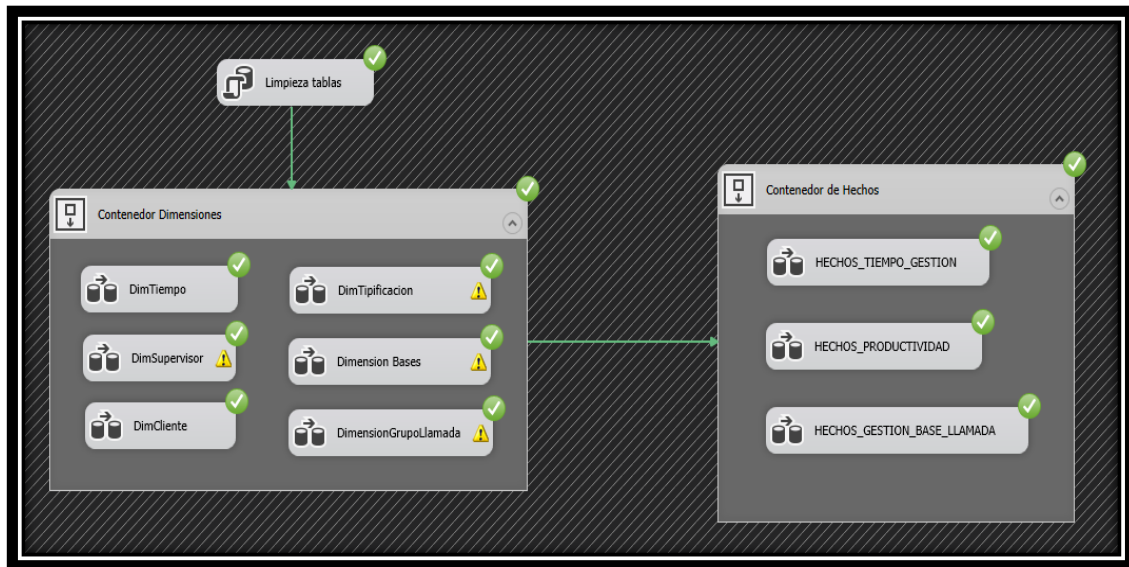 Limpieza tablas
Contenedor Dimensiones
DimTiempo
DimTipificacion
DimSupervisor
Dimension Bases
DimCliente
DimensionGrupoLlamada
Contenedor de Hechos
HECHOS_TIEMPO_GESTION
HECHOS_PRODUCTIVIDAD
HECHOS_GESTION_BASE_LLAMADA